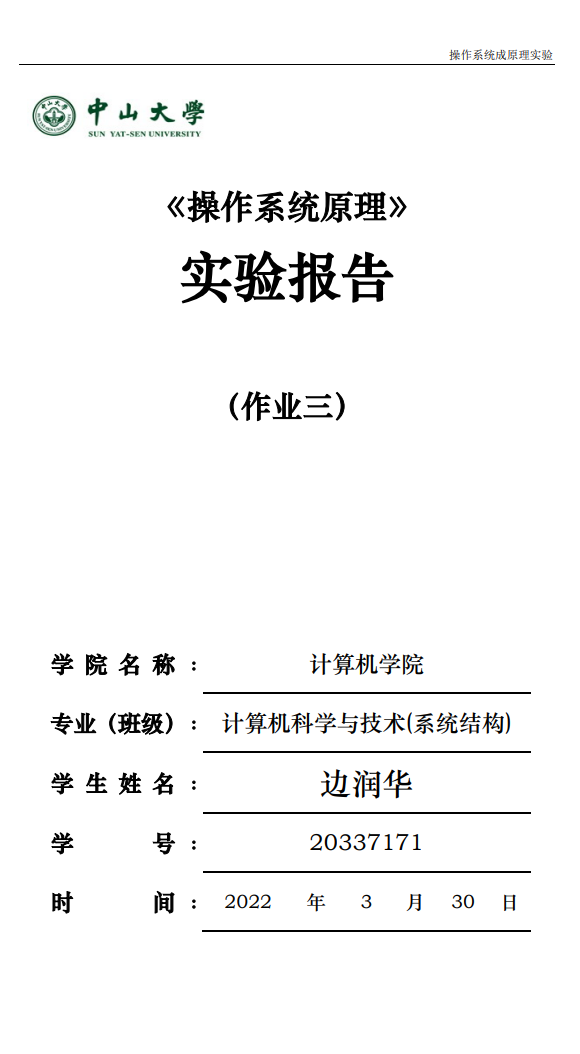 操作系统成原理实验
中山大學
SUN YAT-SEN UNIVERSITY
《操作系统原理》
实验报告
（作业三）
学院名称：计算机学院
专业（班级）：计算机科学与技术(系统结构)
学生姓名：边润华
学号：20337171
时间：2022 年 3 月 30 日